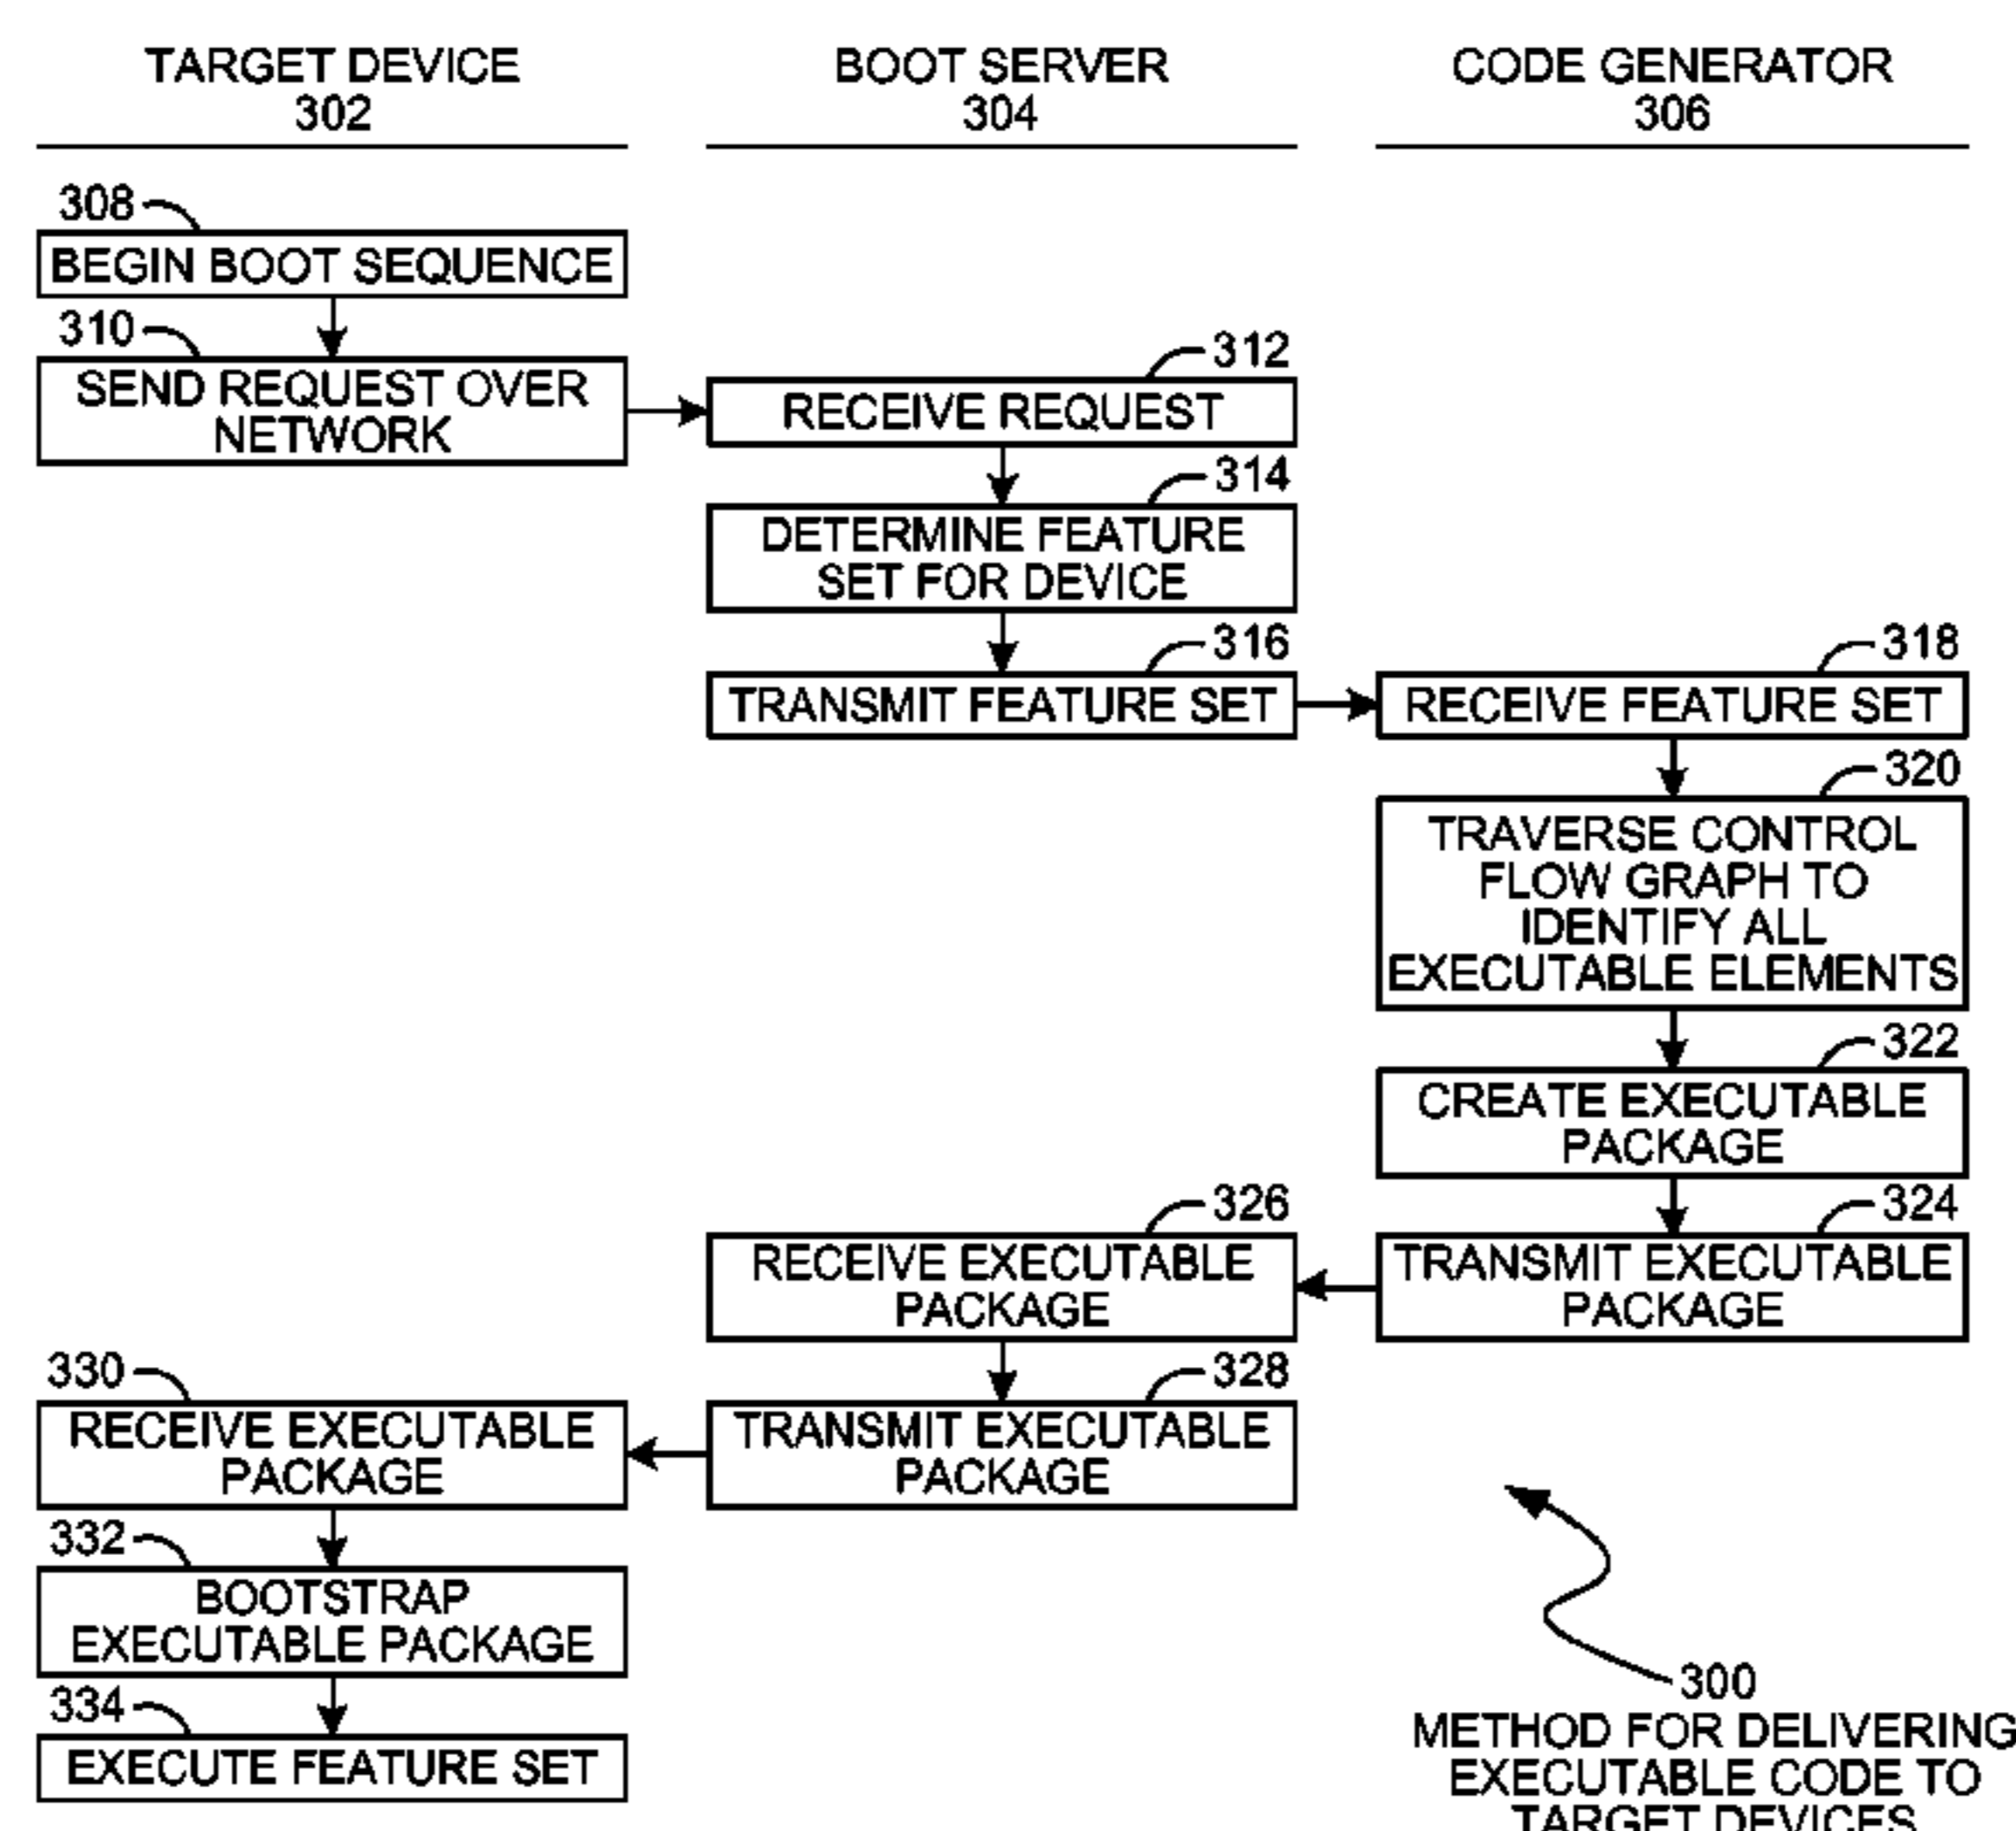 TARGET DEVICE
302
BOOT SERVER
304
CODE GENERATOR
306
308
BEGIN BOOT SEQUENCE
310
SEND REQUEST OVER
NETWORK
312
RECEIVE REQUEST
314
DETERMINE FEATURE
SET FOR DEVICE
316
TRANSMIT FEATURE SET
318
RECEIVE FEATURE SET
320
TRAVERSE CONTROL
FLOW GRAPH TO
IDENTIFY ALL
EXECUTABLE ELEMENTS
322
CREATE EXECUTABLE
PACKAGE
324
TRANSMIT EXECUTABLE
PACKAGE
326
RECEIVE EXECUTABLE
PACKAGE
328
TRANSMIT EXECUTABLE
PACKAGE
330
RECEIVE EXECUTABLE
PACKAGE
332
BOOTSTRAP
EXECUTABLE PACKAGE
334
EXECUTE FEATURE SET
300
METHOD FOR DELIVERING
EXECUTABLE CODE TO
TARGET DEVICES